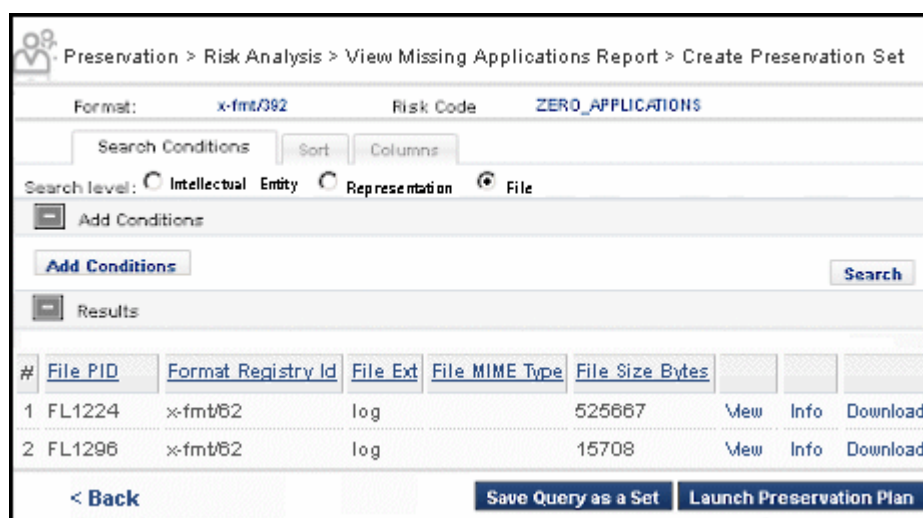 Preservation > Risk Analysis > View Missing Applications Report > Create Preservation Set
Format: x-fmt/392 Risk Code ZERO_APPLICATIONS
Search Conditions Sort Columns
Search level: Intellectual Entity Representation File
Add Conditions
Add Conditions
Search
Results
# File PID Format Registry Id File Ext File MIME Type File Size Bytes
1 FL1224 x-fmt/62 log 525667 View Info Download
2 FL1296 x-fmt/62 log 15708 View Info Download
< Back Save Query as a Set Launch Preservation Plan